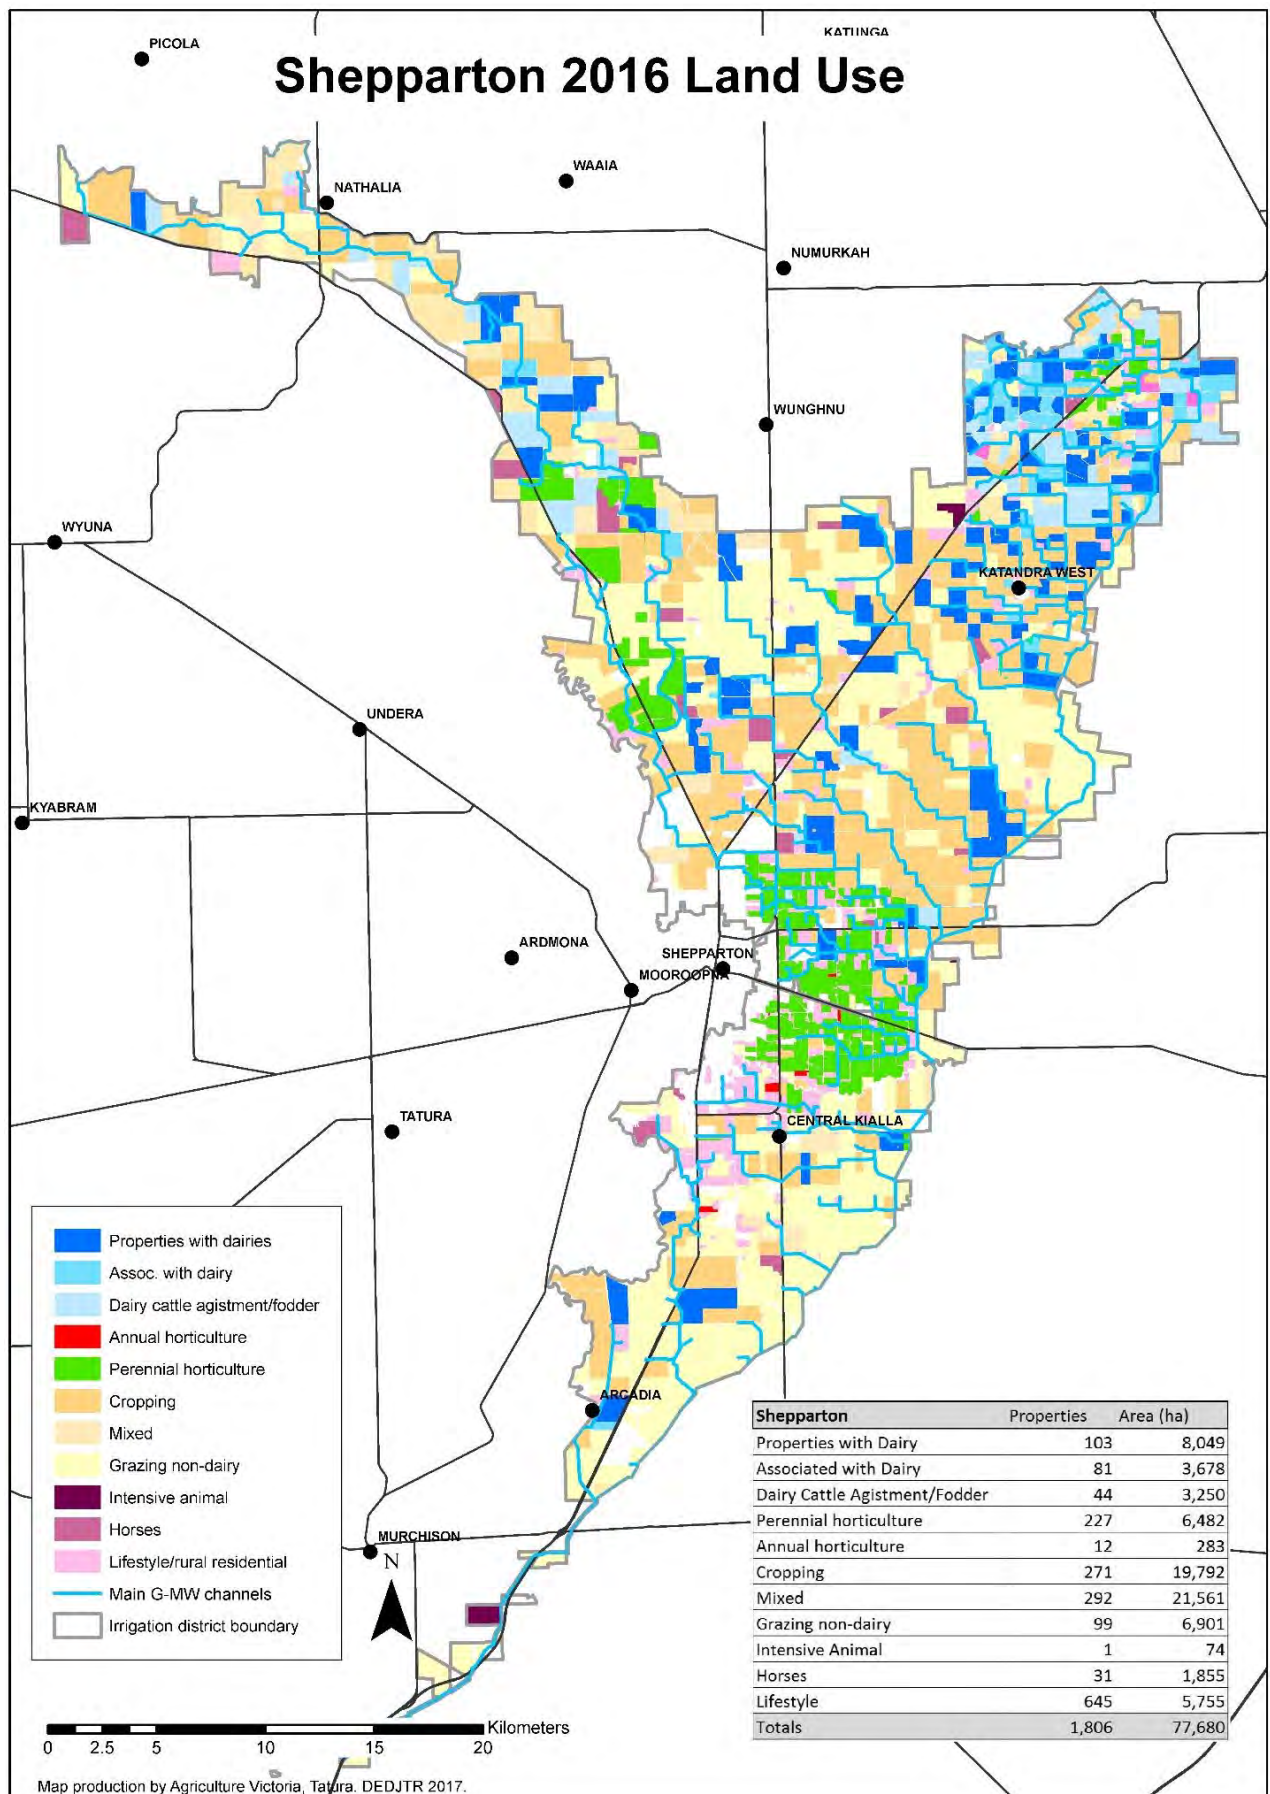 PICOLA
KATUNGA
Shepparton 2016 Land Use
WAAIA
NATHALIA
NUMURKAH
WUNGHNU
WYUNA
KATANDRA WEST
UNDERA
KYABRAM
ARDMONA
SHEPPARTON
MOOROOPNA
TATURA
CENTRAL KIALLA
ARCADIA
MURCHISON
N
Properties with dairies
Assoc. with dairy
Dairy cattle agistment/fodder
Annual horticulture
Perennial horticulture
Cropping
Mixed
Grazing non-dairy
Intensive animal
Horses
Lifestyle/rural residential
Main G-MW channels
Irrigation district boundary
Shepparton Properties Area (ha)
Properties with Dairy 103 8,049
Associated with Dairy 81 3,678
Dairy Cattle Agistment/Fodder 44 3,250
Perennial horticulture 227 6,482
Annual horticulture 12 283
Cropping 271 19,792
Mixed 292 21,561
Grazing non-dairy 99 6,901
Intensive Animal 1 74
Horses 31 1,855
Lifestyle 645 5,755
Totals 1,806 77,680
Kilometers
0 2.5 5 10 15 20
Map production by Agriculture Victoria, Tatura. DEDJTR 2017.